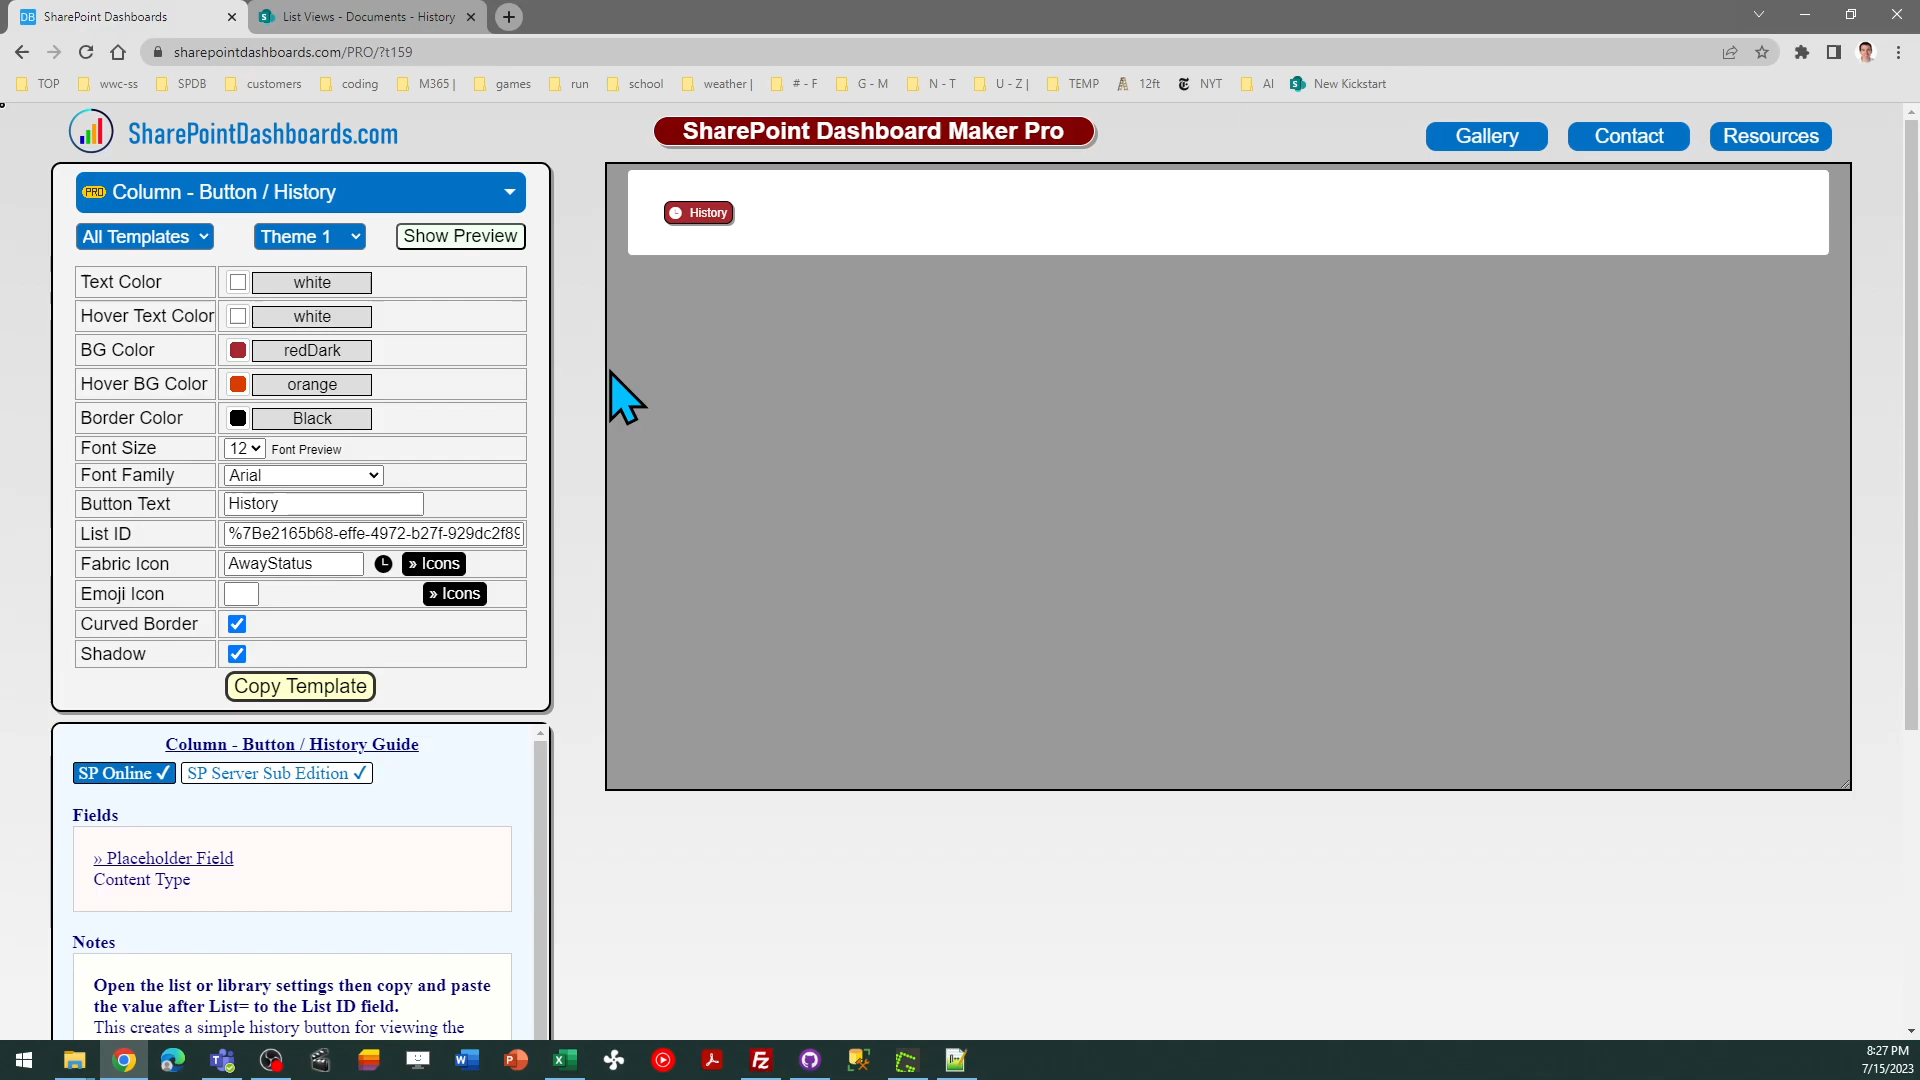 SharePoint Dashboards
List Views - Documents - History
sharepointdashboards.com/PRO/?t159
TOP
wwc-ss
SPDB
customers
coding
M365 |
games
run
school
weather |
# - F
G - M
N - T
U - Z |
TEMP
12ft
NYT
AI
New Kickstart
SharePointDashboards.com
SharePoint Dashboard Maker Pro
Gallery
Contact
Resources
PRO Column - Button / History
All Templates
Theme 1
Show Preview
Text Color
white
Hover Text Color
white
BG Color
redDark
Hover BG Color
orange
Border Color
Black
Font Size
12
Font Preview
Font Family
Arial
Button Text
History
List ID
%7Be2165b68-effe-4972-b27f-929dc2f89
Fabric Icon
AwayStatus
» Icons
Emoji Icon
» Icons
Curved Border
Shadow
Copy Template
History
Column - Button / History Guide
SP Online ✓
SP Server Sub Edition ✓
Fields
» Placeholder Field
Content Type
Notes
Open the list or library settings then copy and paste
the value after List= to the List ID field.
This creates a simple history button for viewing the
8:27 PM
7/15/2023